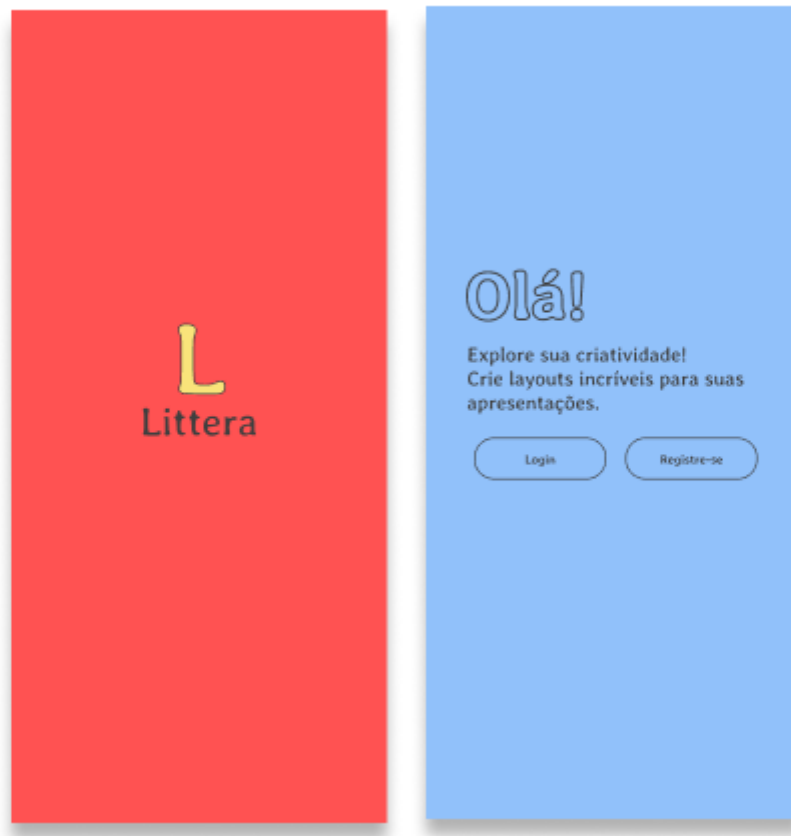 L
Littera
Olá!
Explore sua criatividade!
Crie layouts incríveis para suas
apresentações.
Login
Registre-se